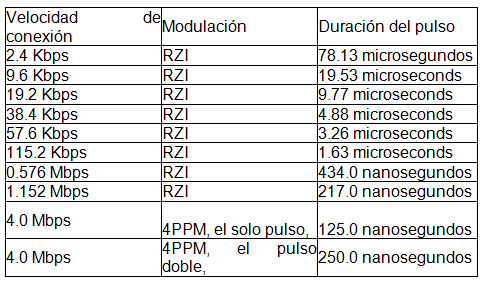 Velocidad de conexión Modulación Duración del pulso
2.4 Kbps RZI 78.13 microsegundos
9.6 Kbps RZI 19.53 microseconds
19.2 Kbps RZI 9.77 microseconds
38.4 Kbps RZI 4.88 microseconds
57.6 Kbps RZI 3.26 microseconds
115.2 Kbps RZI 1.63 microseconds
0.576 Mbps RZI 434.0 nanosegundos
1.152 Mbps RZI 217.0 nanosegundos
4.0 Mbps 4PPM, el solo pulso, 125.0 nanosegundos
4.0 Mbps 4PPM, el pulso doble, 250.0 nanosegundos